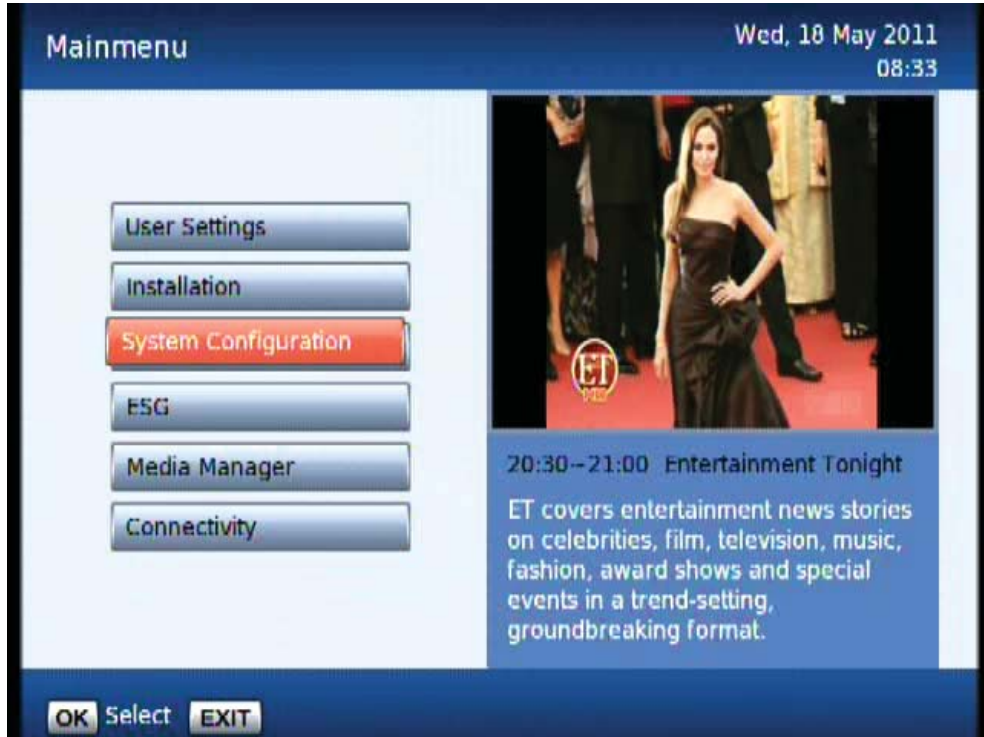 Mainmenu
Wed, 18 May 2011
08:33
User Settings
Installation
System Configuration
ESG
Media Manager
Connectivity
ET
20:30--21:00 Entertainment Tonight
ET covers entertainment news stories
on celebrities, film, television, music,
fashion, award shows and special
events in a trend-setting,
groundbreaking format.
OK Select EXIT